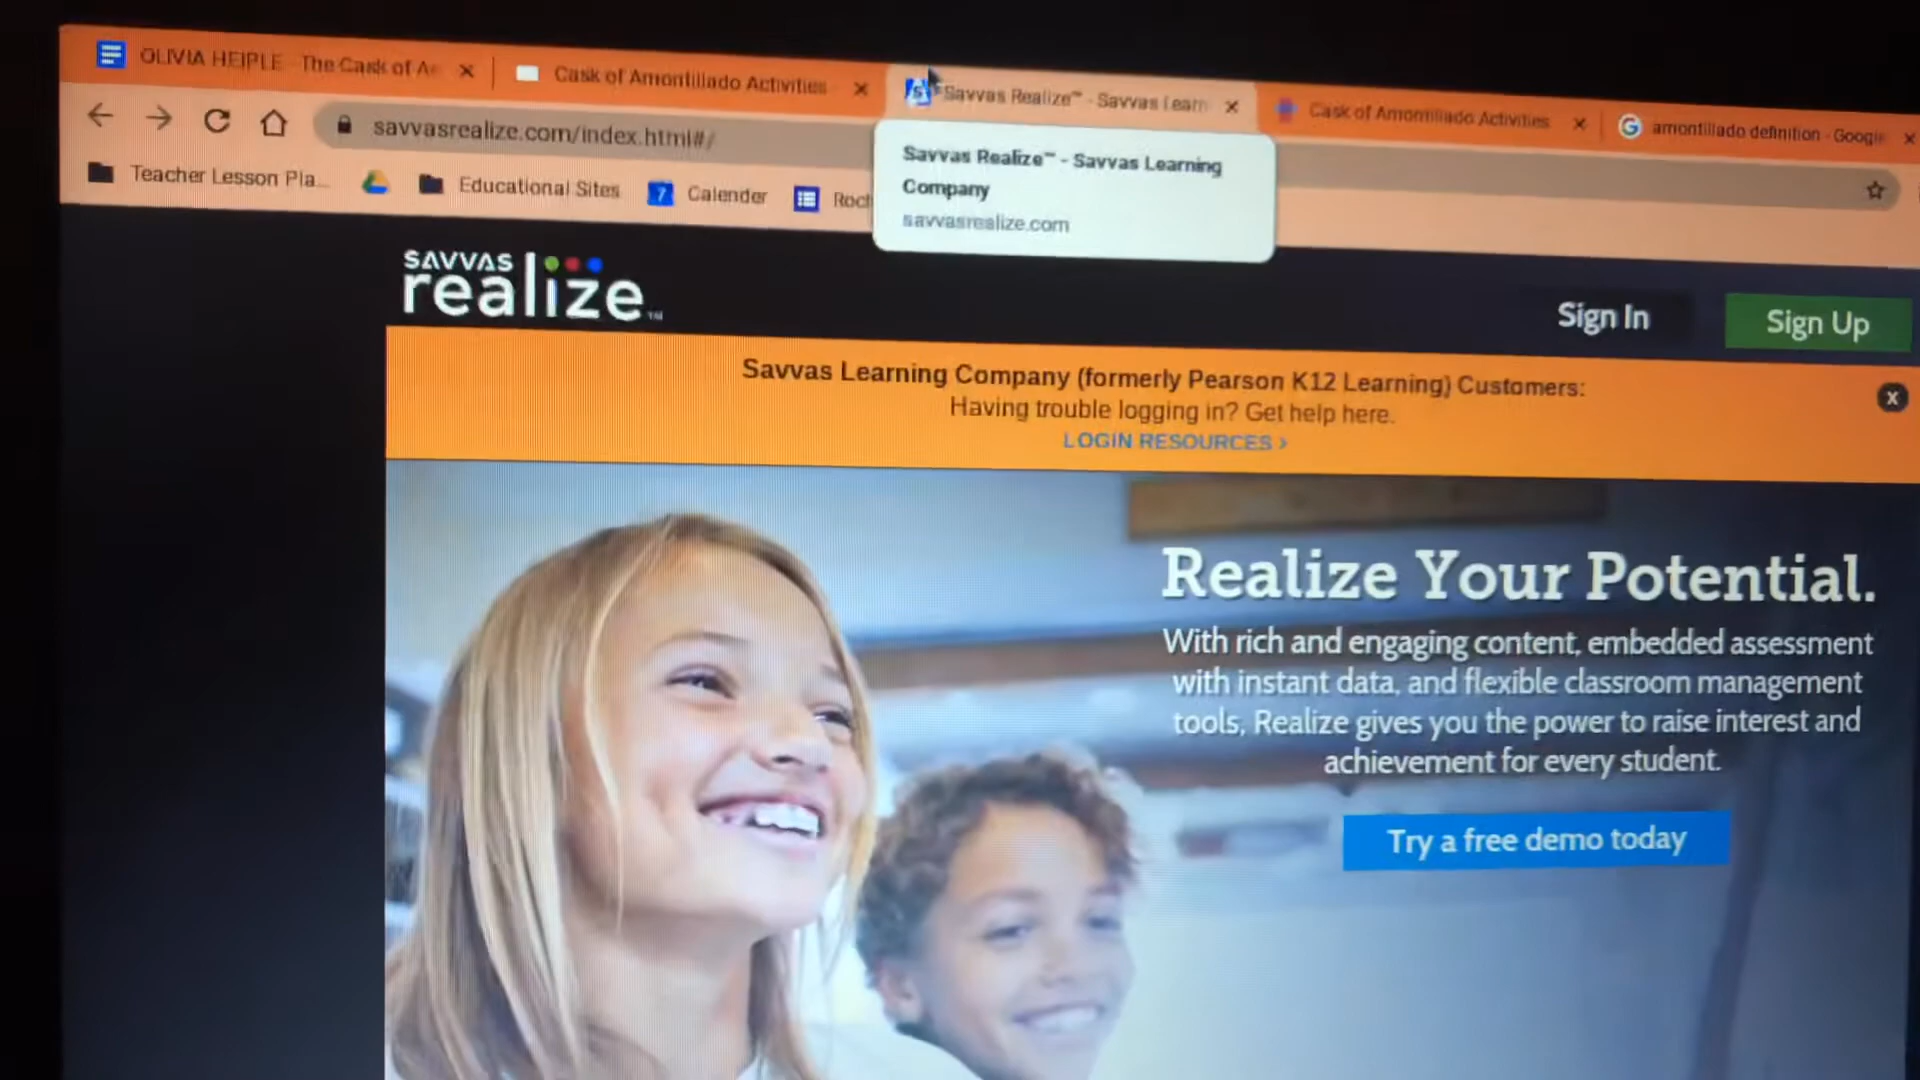 OLIVIA HEIPLE - The Cask of A
Cask of Amontillado Activities
Savvas Realize™ - Savvas Learn
Cask of Amontillado Activities
amontillado definition - Google
savvasrealize.com/index.html#/
Teacher Lesson Pla...
Educational Sites
7
Calender
Savvas Realize™ - Savvas Learning
Company
savvasrealize.com
SAVVAS
realize™
Sign In
Sign Up
Savvas Learning Company (formerly Pearson K12 Learning) Customers:
Having trouble logging in? Get help here.
LOGIN RESOURCES >
x
Realize Your Potential.
With rich and engaging content, embedded assessment
with instant data, and flexible classroom management
tools, Realize gives you the power to raise interest and
achievement for every student.
Try a free demo today